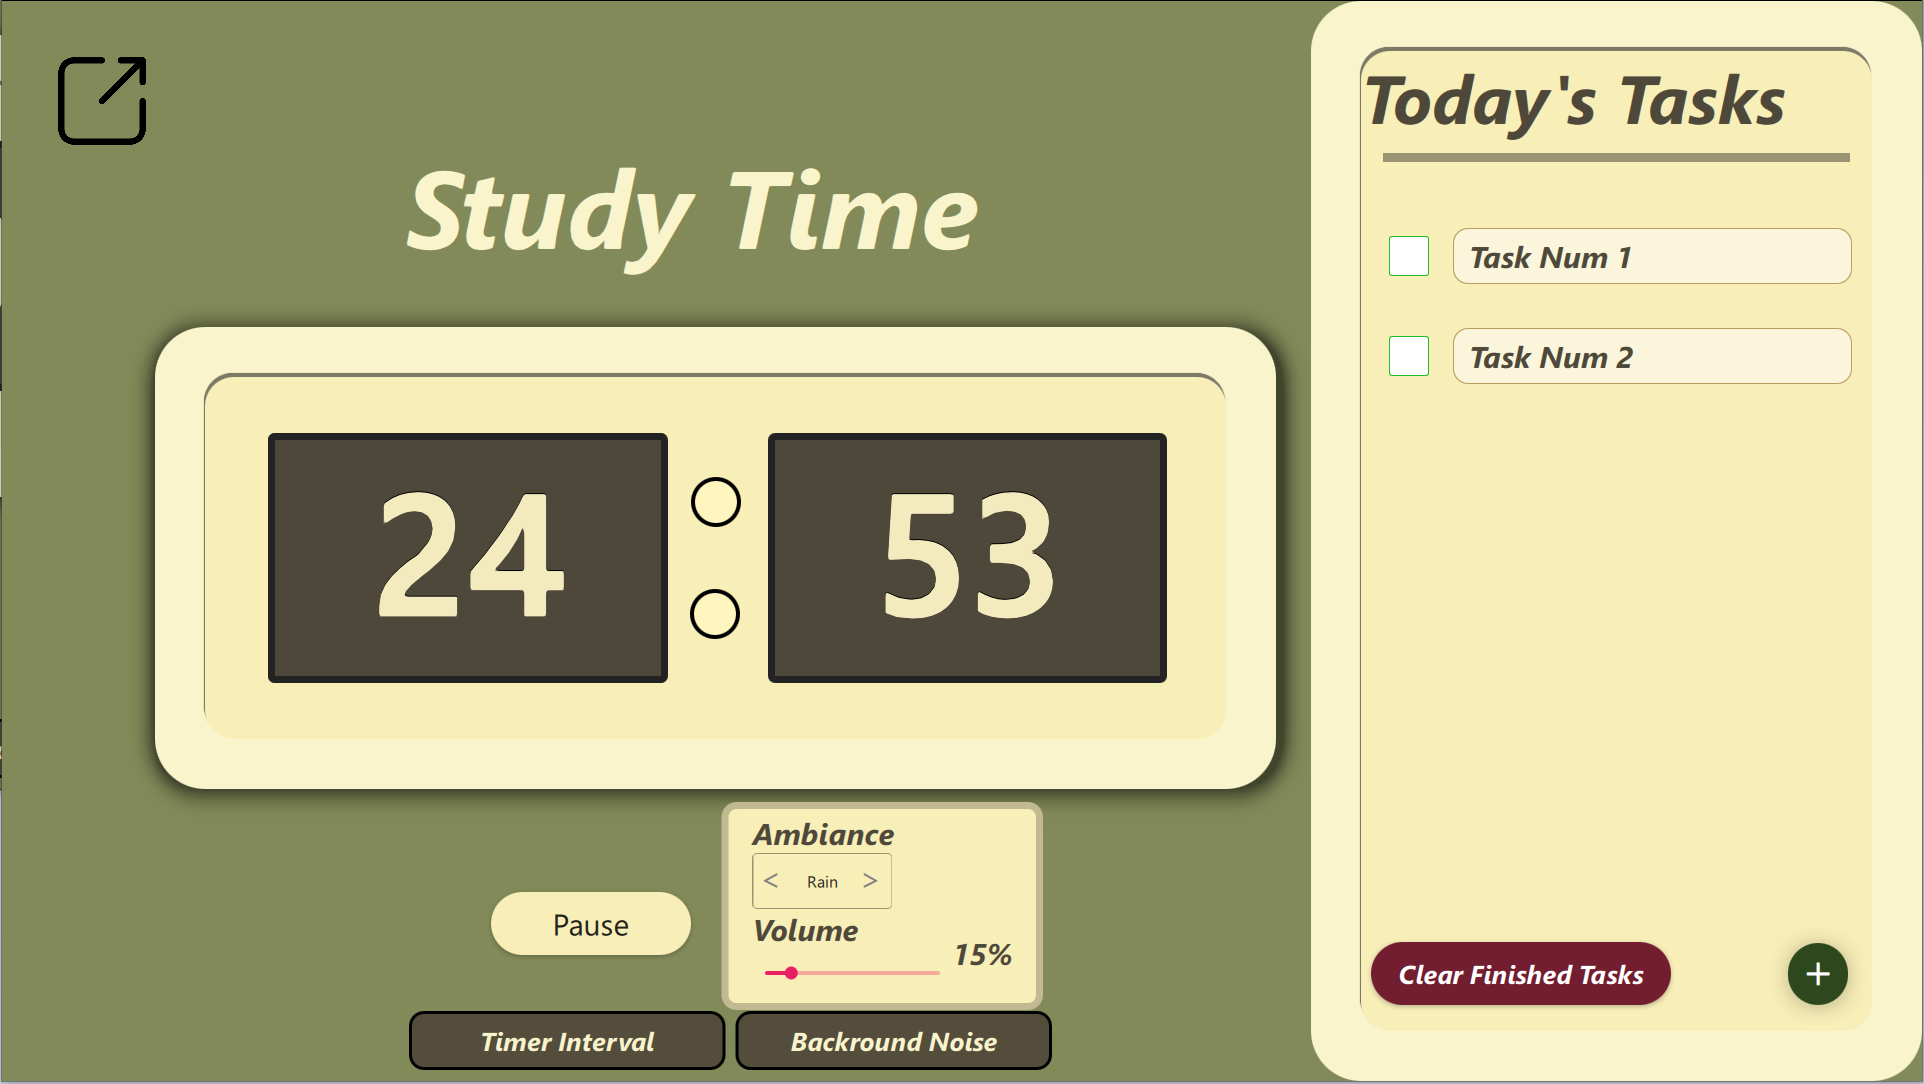 Study Time
24 : 53
Pause
Ambiance
< Rain >
Volume
15%
Timer Interval
Backround Noise
Today's Tasks
Task Num 1
Task Num 2
Clear Finished Tasks
+